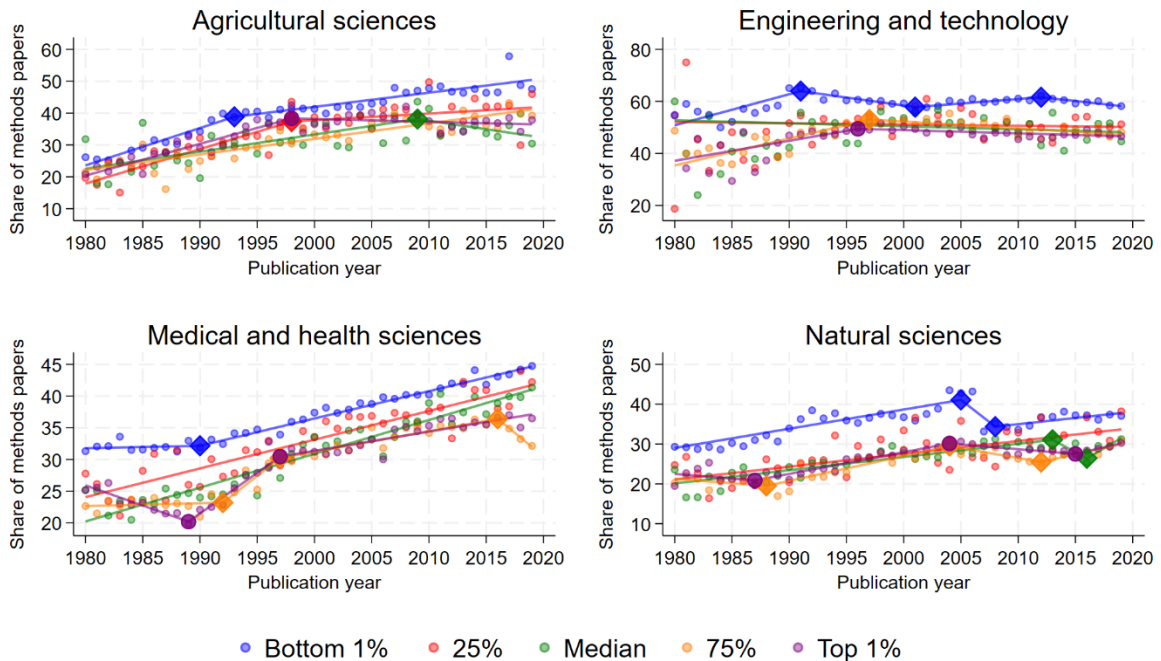 Agricultural sciences
Share of methods papers
60
50
40
30
20
10
1980 1985 1990 1995 2000 2005 2010 2015 2020
Publication year
Engineering and technology
Share of methods papers
80
60
40
20
1980 1985 1990 1995 2000 2005 2010 2015 2020
Publication year
Medical and health sciences
Share of methods papers
45
40
35
30
25
20
1980 1985 1990 1995 2000 2005 2010 2015 2020
Publication year
Natural sciences
Share of methods papers
50
40
30
20
10
1980 1985 1990 1995 2000 2005 2010 2015 2020
Publication year
Bottom 1% 25% Median 75% Top 1%